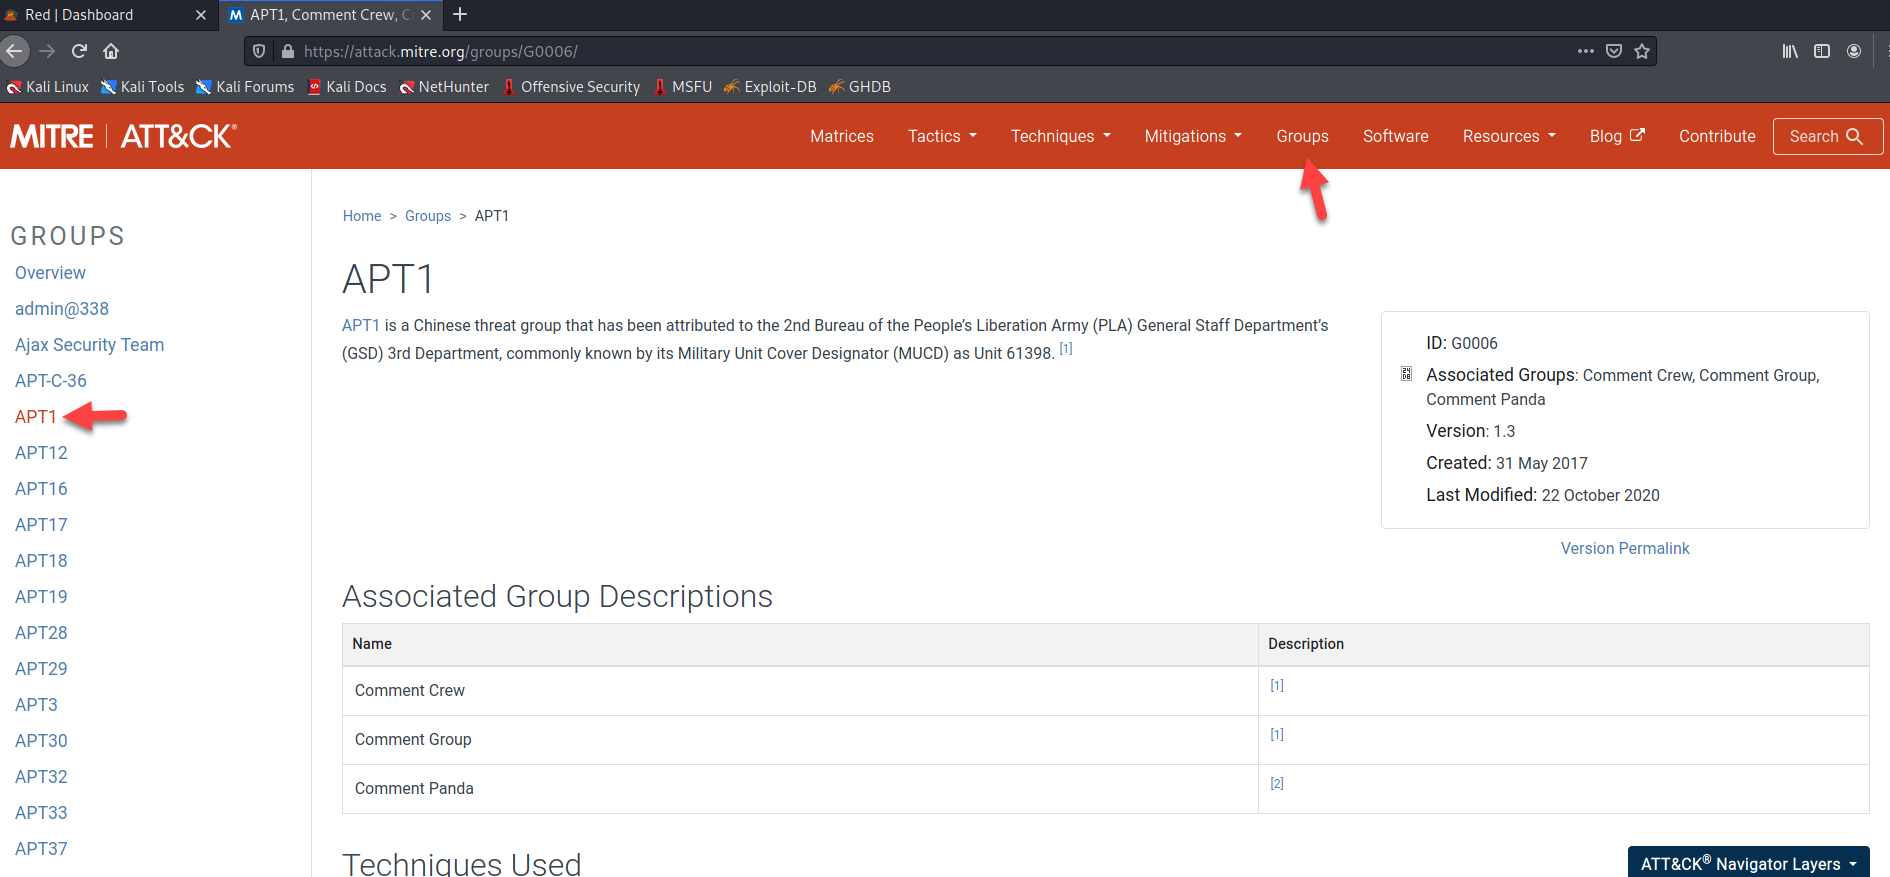 Red | Dashboard
APT1, Comment Crew, C
https://attack.mitre.org/groups/G0006/
Kali Linux Kali Tools Kali Forums Kali Docs NetHunter Offensive Security MSFU Exploit-DB GHDB
MITRE | ATT&CK®
Matrices Tactics Techniques Mitigations Groups Software Resources Blog Contribute Search
GROUPS
Overview
admin@338
Ajax Security Team
APT-C-36
APT1
APT12
APT16
APT17
APT18
APT19
APT28
APT29
APT3
APT30
APT32
APT33
APT37
Home > Groups > APT1
APT1
APT1 is a Chinese threat group that has been attributed to the 2nd Bureau of the People’s Liberation Army (PLA) General Staff Department’s
(GSD) 3rd Department, commonly known by its Military Unit Cover Designator (MUCD) as Unit 61398. [1]
ID: G0006
Associated Groups: Comment Crew, Comment Group,
Comment Panda
Version: 1.3
Created: 31 May 2017
Last Modified: 22 October 2020
Version Permalink
Associated Group Descriptions
Name Description
Comment Crew [1]
Comment Group [1]
Comment Panda [2]
Techniques Used
ATT&CK® Navigator Layers